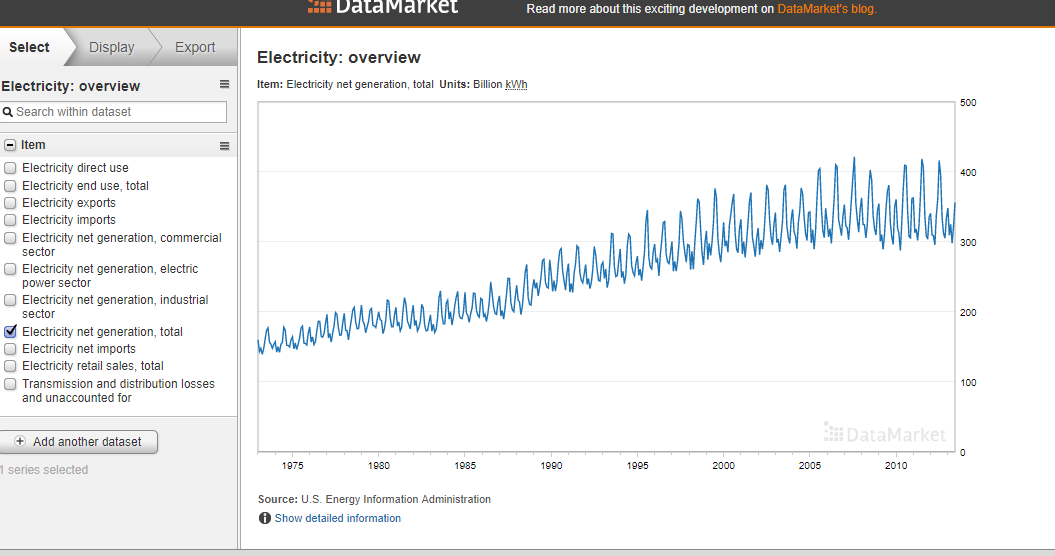 DataMarket
Read more about this exciting development on DataMarket's blog.
Select
Display
Export
Electricity: overview
Search within dataset
Item
Electricity direct use
Electricity end use, total
Electricity exports
Electricity imports
Electricity net generation, commercial
sector
Electricity net generation, electric
power sector
Electricity net generation, industrial
sector
Electricity net generation, total
Electricity net imports
Electricity retail sales, total
Transmission and distribution losses
and unaccounted for
Add another dataset
1 series selected
Electricity: overview
Item: Electricity net generation, total Units: Billion kWh
500
400
300
200
100
0
DataMarket
1975
1980
1985
1990
1995
2000
2005
2010
Source: U.S. Energy Information Administration
Show detailed information